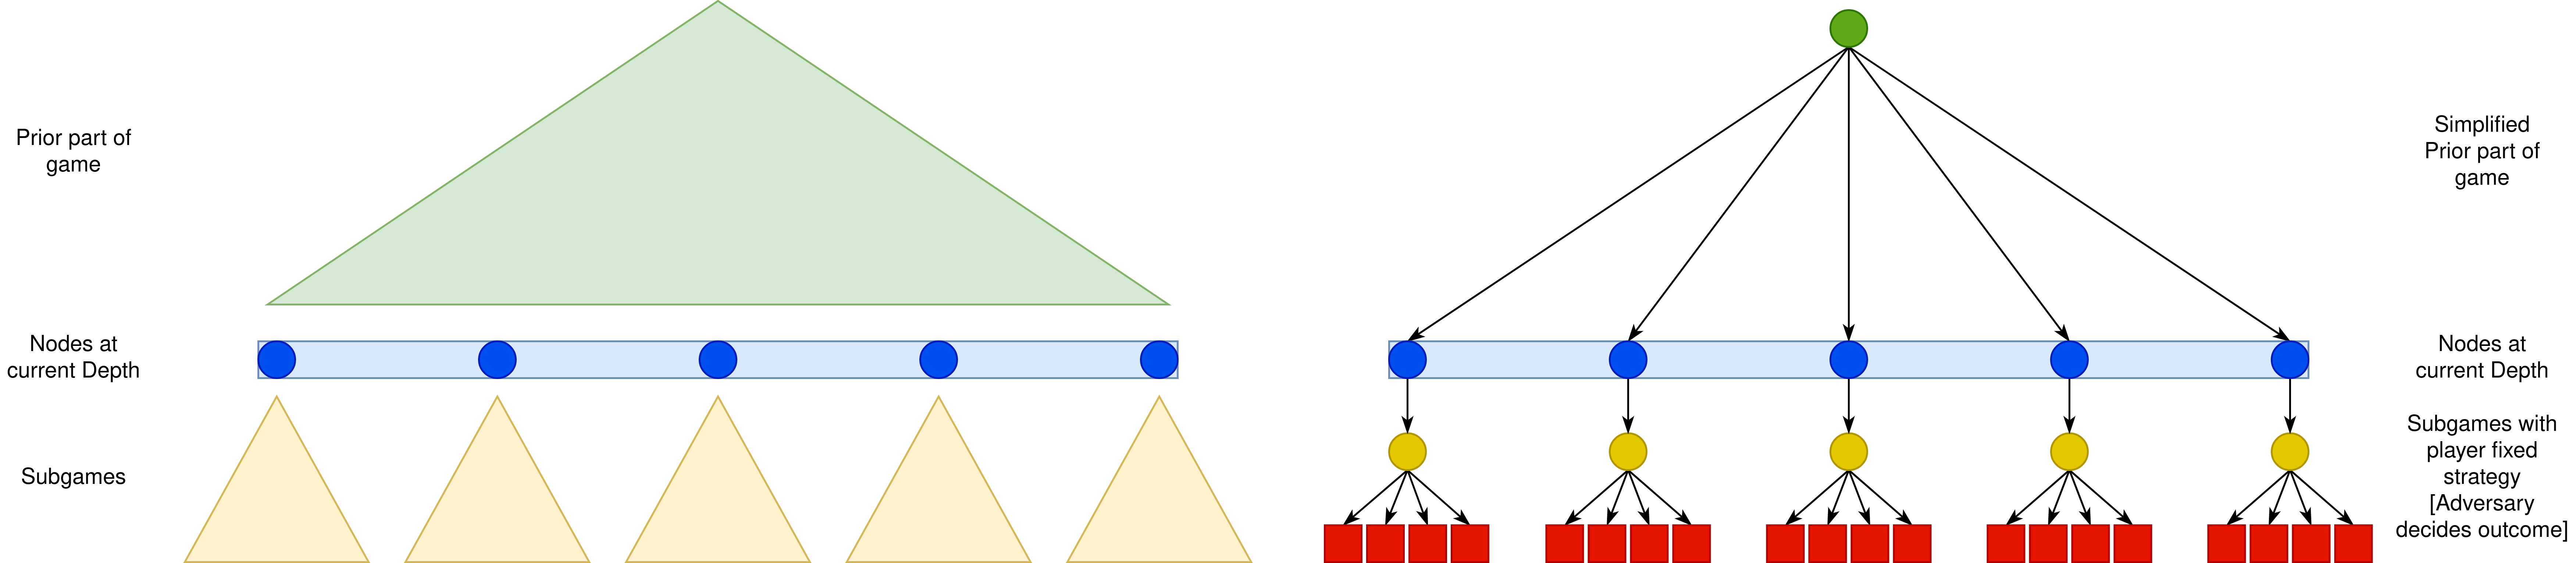 Prior part of
game
Nodes at
current Depth
Subgames
Simplified
Prior part of
game
Nodes at
current Depth
Subgames with
player fixed
strategy
[Adversary
decides outcome]